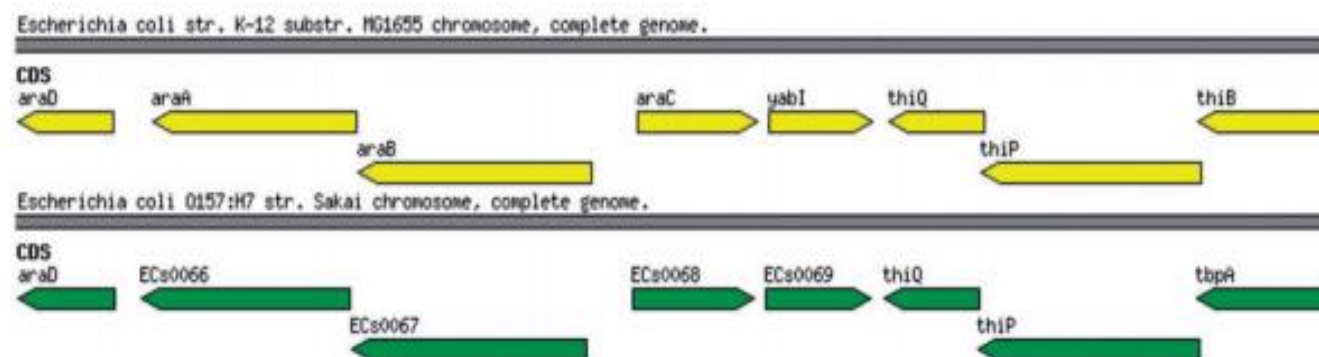 Escherichia coli str. K-12 substr. MG1655 chromosome, complete genome.
CDS
araD araA araC yabI thiQ thiB
araB thiP
Escherichia coli O157:H7 str. Sakai chromosome, complete genome.
CDS
araD ECs0066 ECs0068 ECs0069 thiQ tbpA
ECs0067 thiP